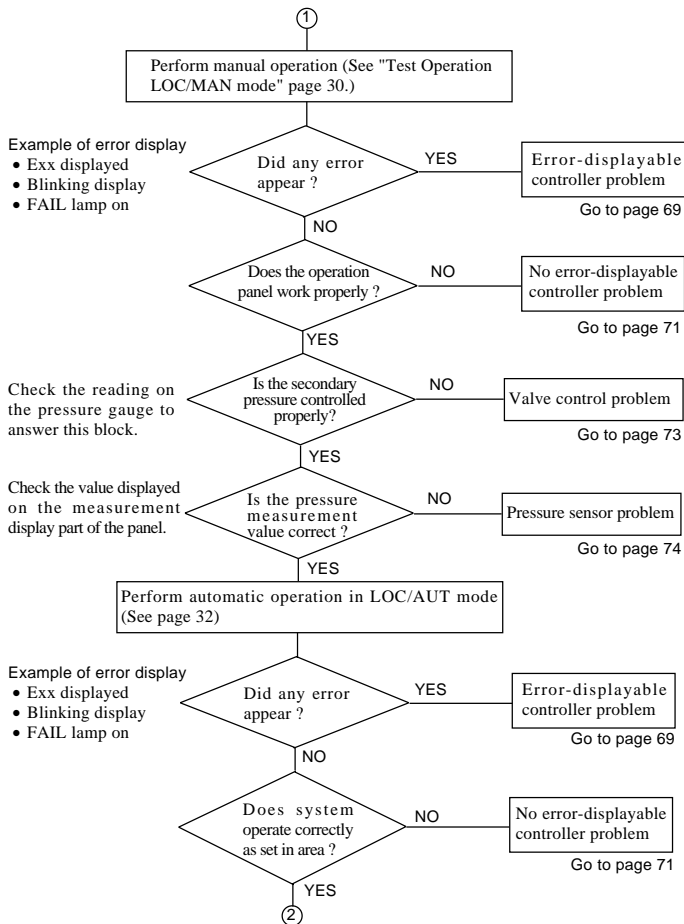 1
Perform manual operation (See "Test Operation
LOC/MAN mode" page 30.)
Example of error display
• Exx displayed
• Blinking display
• FAIL lamp on
Did any error
appear ?
YES
Error-displayable
controller problem
Go to page 69
NO
Does the operation
panel work properly ?
NO
No error-displayable
controller problem
Go to page 71
YES
Check the reading on
the pressure gauge to
answer this block.
Is the secondary
pressure controlled
properly?
NO
Valve control problem
Go to page 73
YES
Check the value displayed
on the measurement
display part of the panel.
Is the pressure
measurement
value correct ?
NO
Pressure sensor problem
Go to page 74
YES
Perform automatic operation in LOC/AUT mode
(See page 32)
Example of error display
• Exx displayed
• Blinking display
• FAIL lamp on
Did any error
appear ?
YES
Error-displayable
controller problem
Go to page 69
NO
Does system
operate correctly
as set in area ?
NO
No error-displayable
controller problem
Go to page 71
YES
2